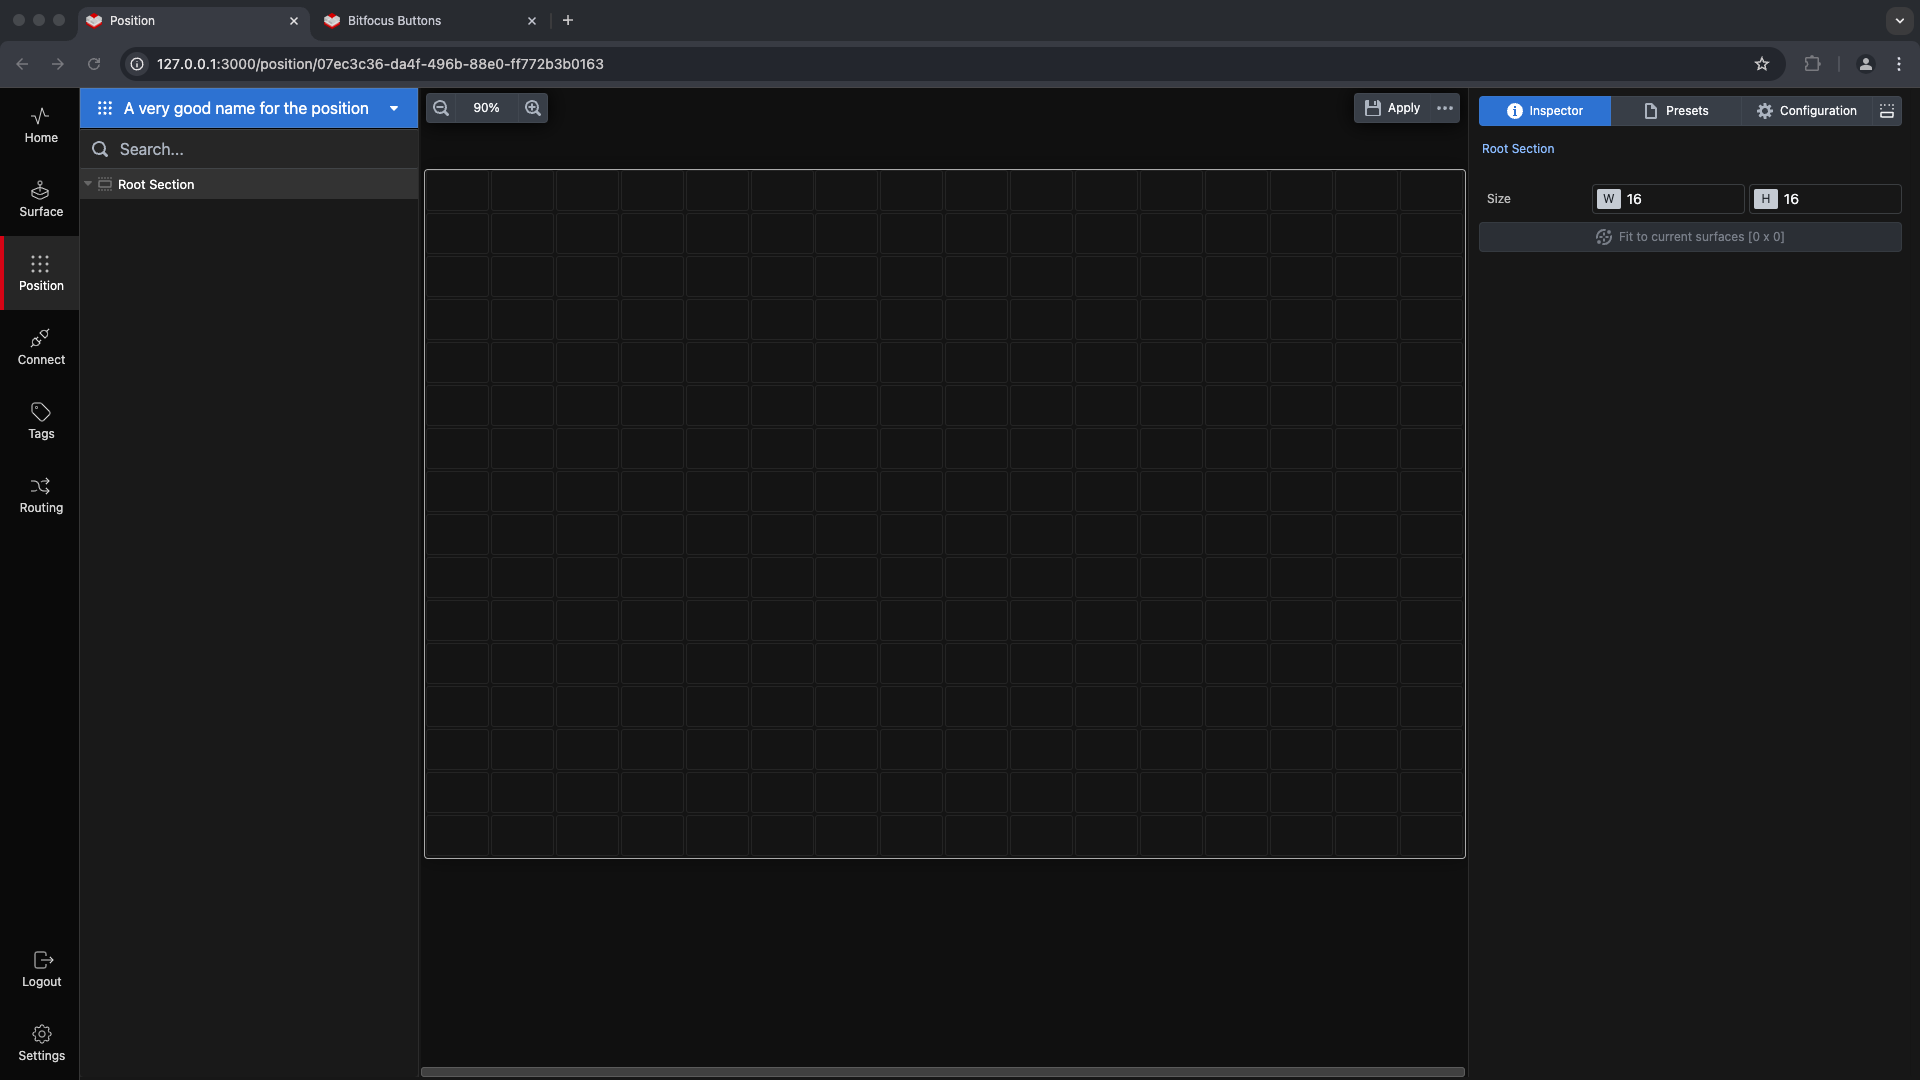 Position
Bitfocus Buttons
127.0.0.1:3000/position/07ec3c36-da4f-496b-88e0-ff772b3b0163
Home
Surface
Position
Connect
Tags
Routing
Logout
Settings
A very good name for the position
Search...
Root Section
90%
Apply
Inspector
Presets
Configuration
Root Section
Size W 16 H 16
Fit to current surfaces [0 x 0]